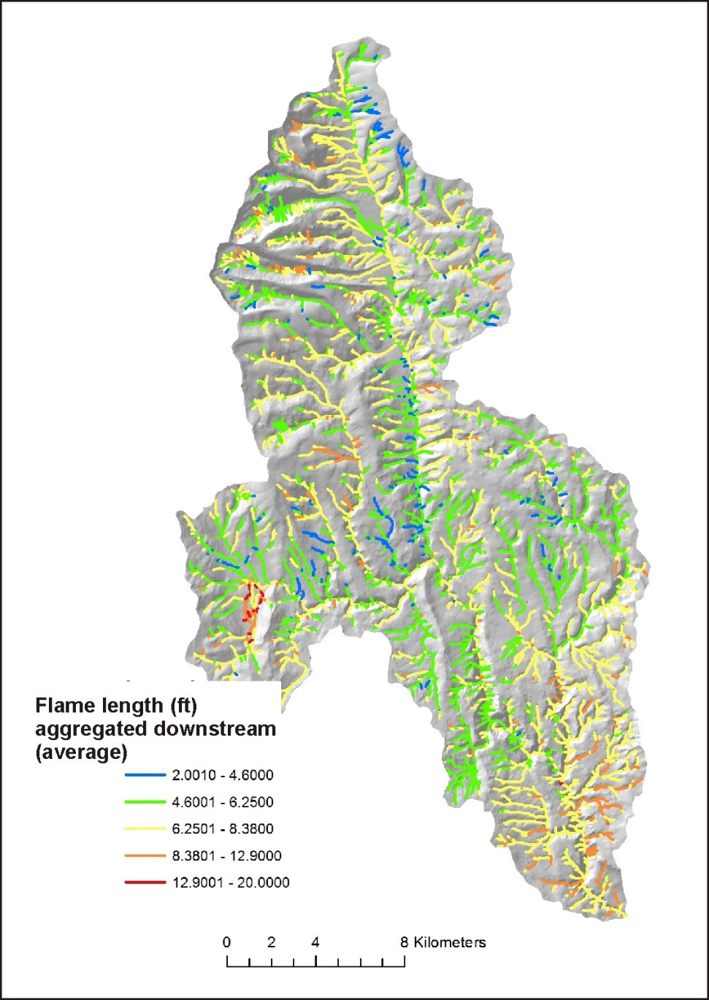 Flame length (ft)
aggregated downstream
(average)
2.0010 - 4.6000
4.6001 - 6.2500
6.2501 - 8.3800
8.3801 - 12.9000
12.9001 - 20.0000
0 2 4 8 Kilometers